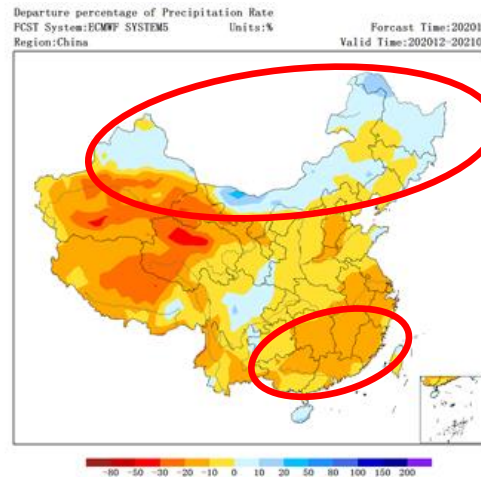 Departure percentage of Precipitation Rate
FCST System:ECMWF SYSTEM5 Units:% Forcast Time:20201
Region:China Valid Time:202012-20210
-80 -50 -30 -20 -10 0 10 20 50 80 100 150 200